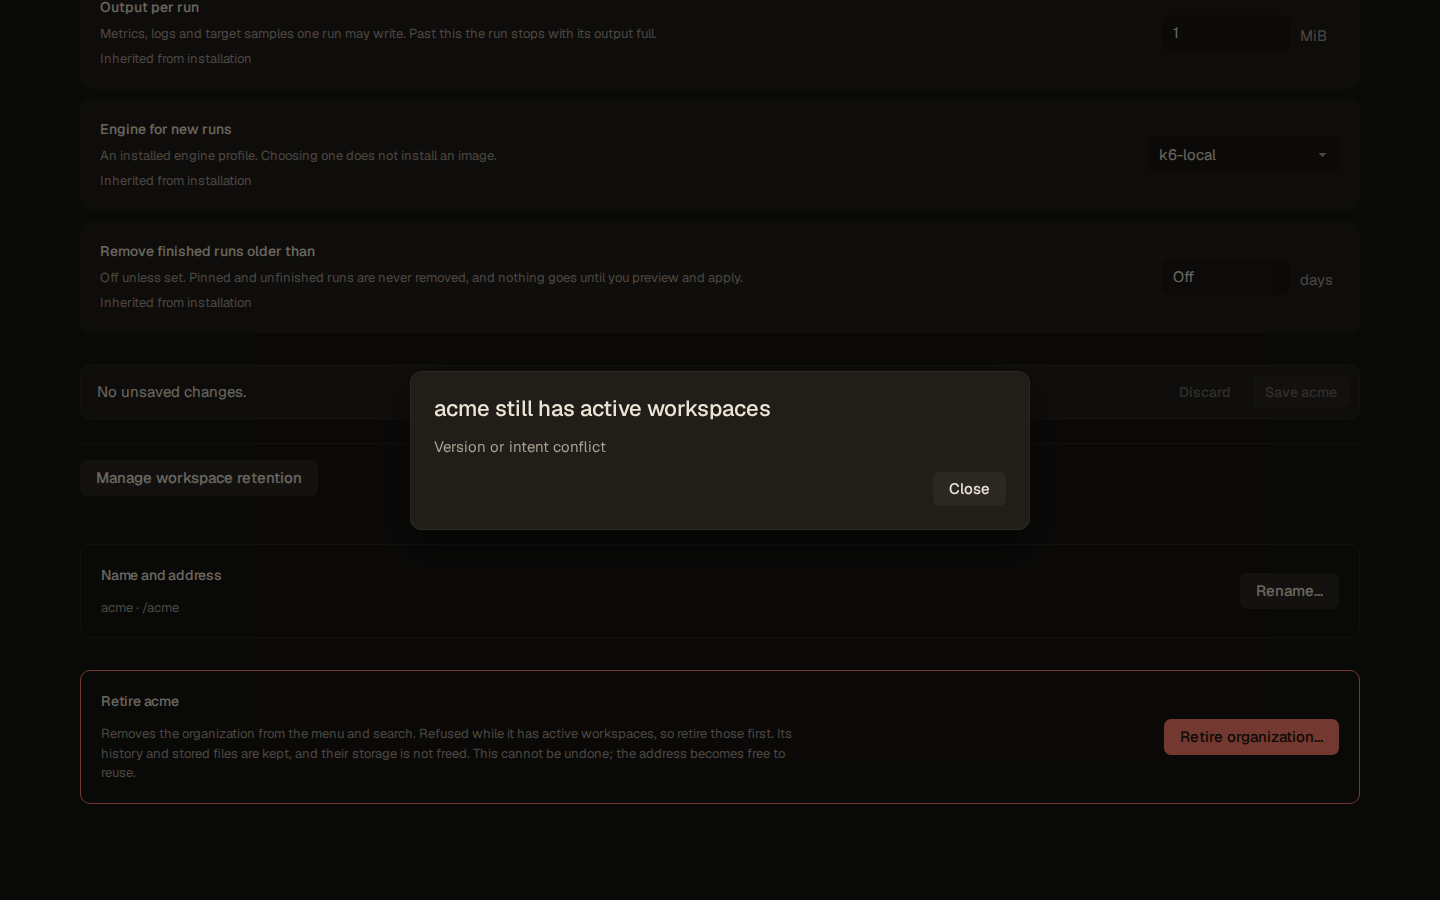 Output per run
Metrics, logs and target samples one run may write. Past this the run stops with its output full.
Inherited from installation
1
MiB
Engine for new runs
An installed engine profile. Choosing one does not install an image.
Inherited from installation
k6-local
Remove finished runs older than
Off unless set. Pinned and unfinished runs are never removed, and nothing goes until you preview and apply.
Inherited from installation
Off
days
No unsaved changes.
Discard
Save acme
acme still has active workspaces
Version or intent conflict
Close
Manage workspace retention
Name and address
acme · /acme
Rename...
Retire acme
Removes the organization from the menu and search. Refused while it has active workspaces, so retire those first. Its
history and stored files are kept, and their storage is not freed. This cannot be undone; the address becomes free to
reuse.
Retire organization...